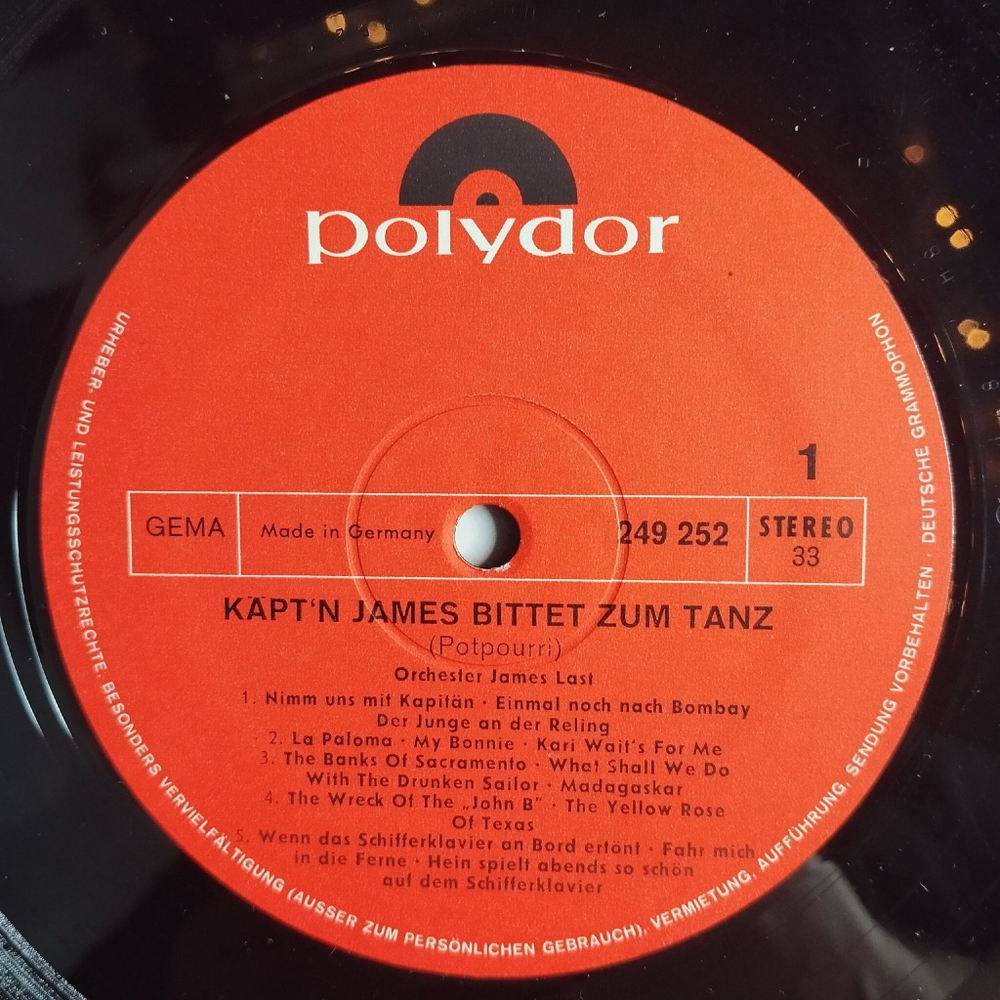 polydor
1
GEMA
Made in Germany
249 252
STEREO
33
KÄPT'N JAMES BITTET ZUM TANZ
(Potpourri)
Orchester James Last
1. Nimm uns mit Kapitän · Einmal noch nach Bombay
Der Junge an der Reling
2. La Paloma · My Bonnie · Kari Wait's For Me
3. The Banks Of Sacramento · What Shall We Do
With The Drunken Sailor · Madagaskar
4. The Wreck Of The „John B" · The Yellow Rose
Of Texas
5. Wenn das Schifferklavier an Bord ertönt · Fahr mich
in die Ferne · Hein spielt abends so schön
auf dem Schifferklavier
URHEBER- UND LEISTUNGSSCHUTZRECHTE, BESONDERS VERVIELFÄLTIGUNG (AUSSER ZUM PERSÖNLICHEN GEBRAUCH), VERMIETUNG, AUFFÜHRUNG, SENDUNG VORBEHALTEN · DEUTSCHE GRAMMOPHON